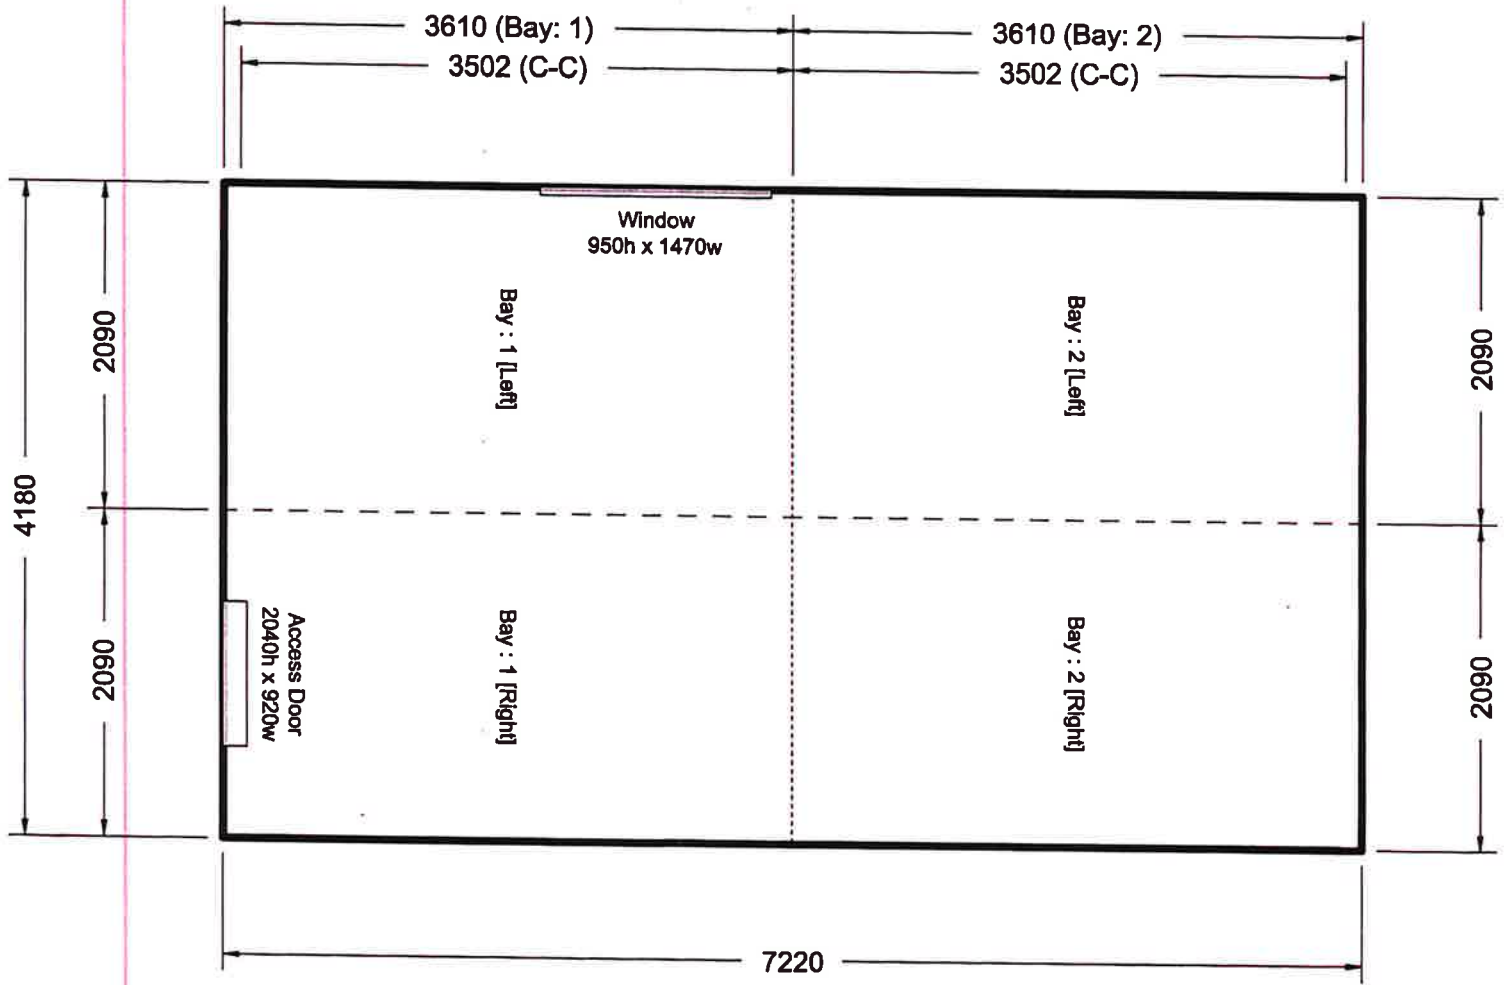 3610 (Bay: 1)
3610 (Bay: 2)
3502 (C-C)
3502 (C-C)
Window
950h x 1470w
Bay : 1 [Left]
Bay : 2 [Left]
2090
2090
4180
Access Door
2040h x 920w
Bay : 1 [Right]
Bay : 2 [Right]
2090
2090
7220